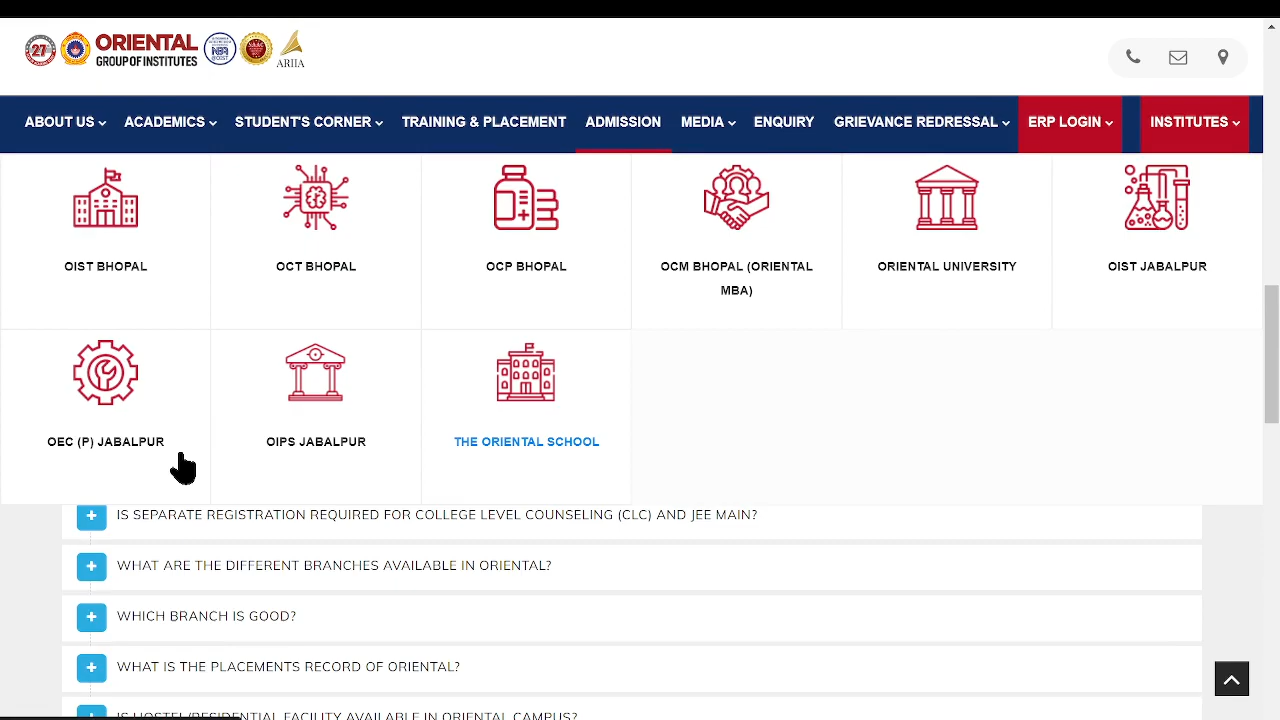 27
ORIENTAL
GROUP OF INSTITUTES
ARIIA
ABOUT US
ACADEMICS
STUDENT'S CORNER
TRAINING & PLACEMENT
ADMISSION
MEDIA
ENQUIRY
GRIEVANCE REDRESSAL
ERP LOGIN
INSTITUTES
OIST BHOPAL
OCT BHOPAL
OCP BHOPAL
OCM BHOPAL (ORIENTAL
MBA)
ORIENTAL UNIVERSITY
OIST JABALPUR
OEC (P) JABALPUR
OIPS JABALPUR
THE ORIENTAL SCHOOL
IS SEPARATE REGISTRATION REQUIRED FOR COLLEGE LEVEL COUNSELING (CLC) AND JEE MAIN?
WHAT ARE THE DIFFERENT BRANCHES AVAILABLE IN ORIENTAL?
WHICH BRANCH IS GOOD?
WHAT IS THE PLACEMENTS RECORD OF ORIENTAL?
IS HOSTEL/RESIDENTIAL FACILITY AVAILABLE IN ORIENTAL CAMPUS?